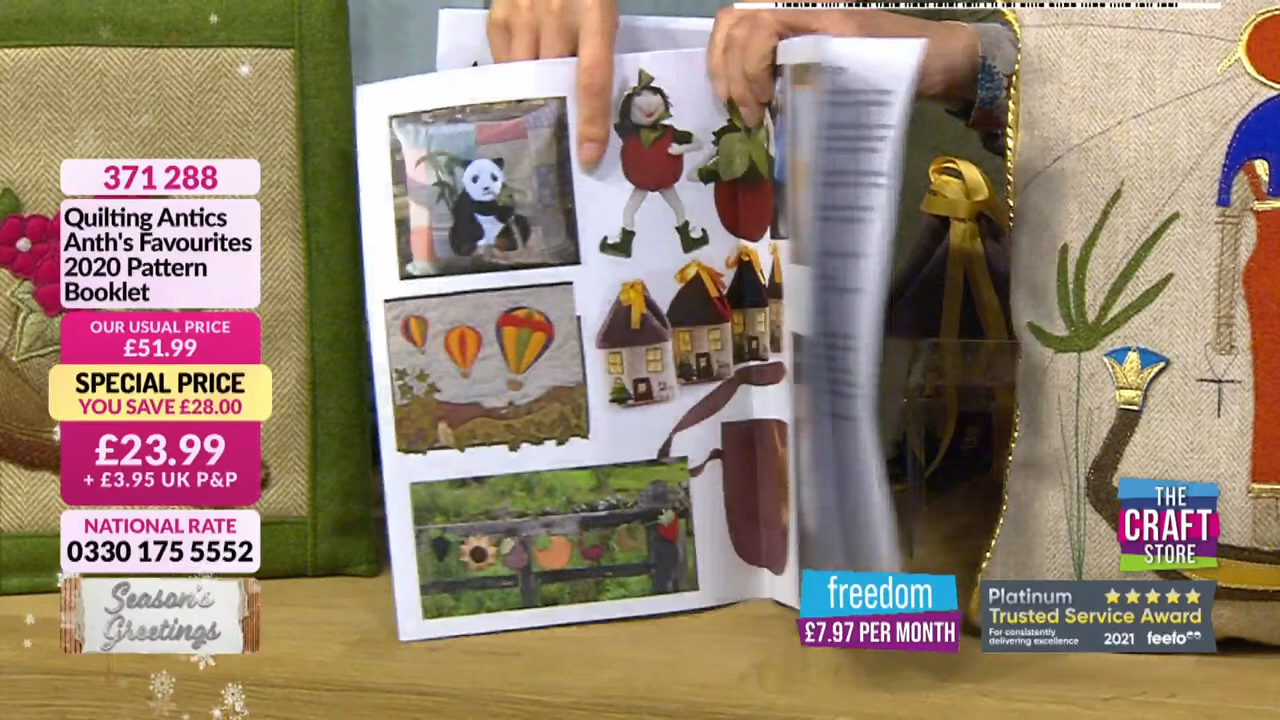 371 288
Quilting Antics
Anth's Favourites
2020 Pattern
Booklet
OUR USUAL PRICE
£51.99
SPECIAL PRICE
YOU SAVE £28.00
£23.99
+ £3.95 UK P&P
NATIONAL RATE
0330 175 5552
Season's
Greetings
THE
CRAFT
STORE
freedom
£7.97 PER MONTH
Platinum
Trusted Service Award
For consistently
delivering excellence
2021 feefo